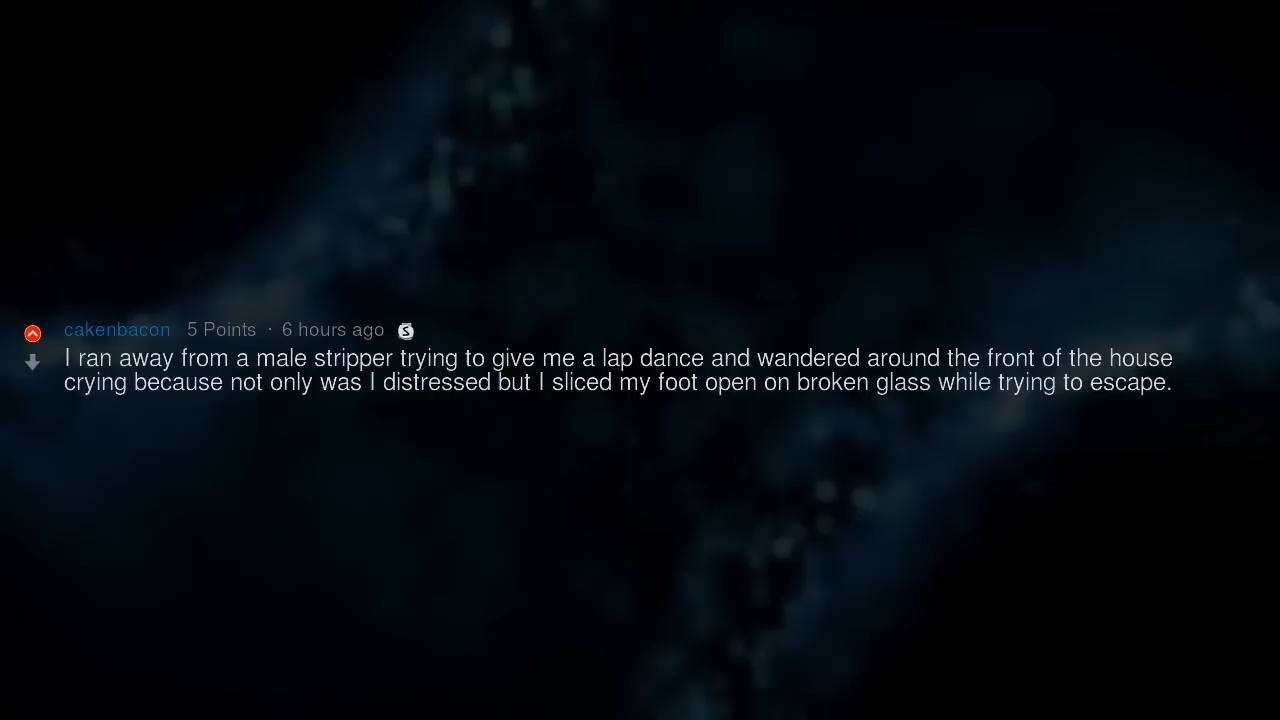 cakenbacon 5 Points · 6 hours ago S
I ran away from a male stripper trying to give me a lap dance and wandered around the front of the house
crying because not only was I distressed but I sliced my foot open on broken glass while trying to escape.